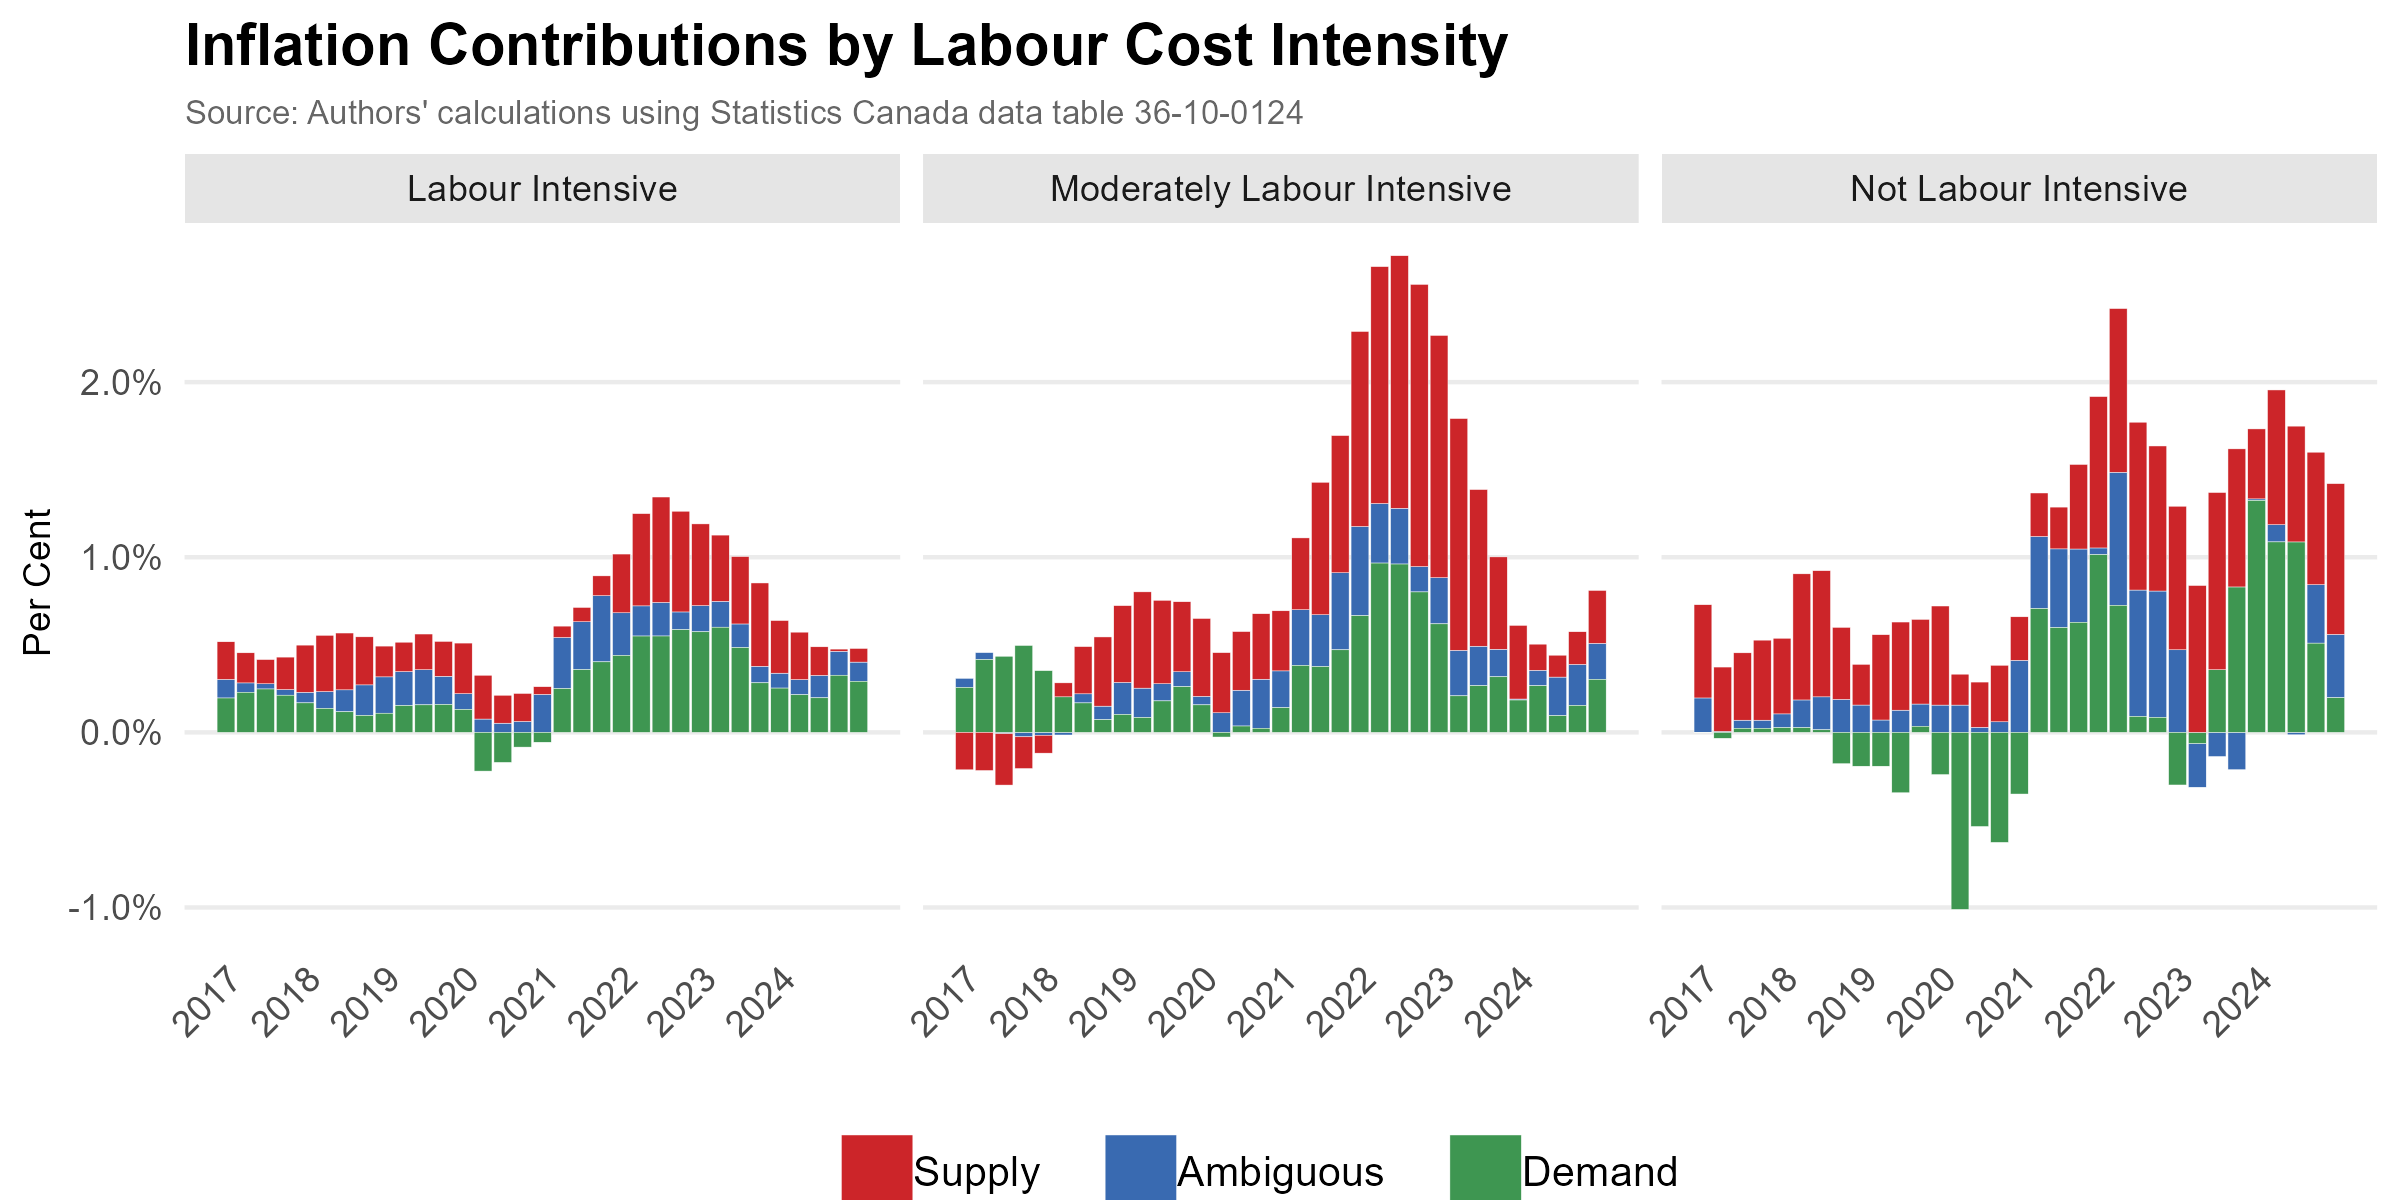 Inflation Contributions by Labour Cost Intensity
Source: Authors' calculations using Statistics Canada data table 36-10-0124
Labour Intensive
Moderately Labour Intensive
Not Labour Intensive
Per Cent
2.0%
1.0%
0.0%
-1.0%
2017 2018 2019 2020 2021 2022 2023 2024
2017 2018 2019 2020 2021 2022 2023 2024
2017 2018 2019 2020 2021 2022 2023 2024
Supply
Ambiguous
Demand